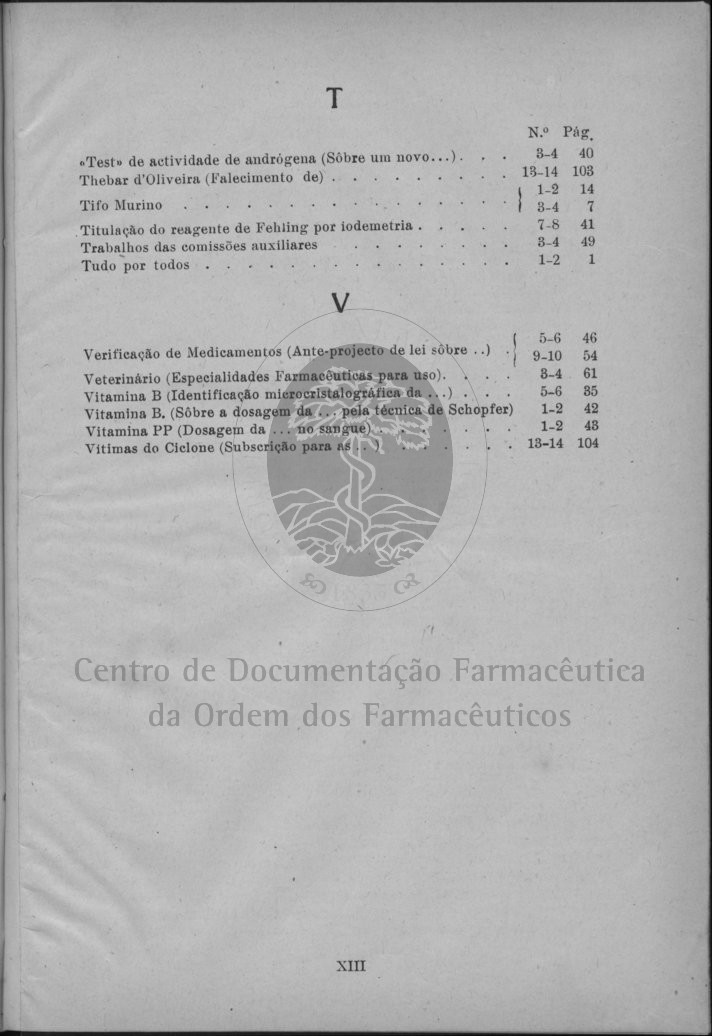 T
N.º Pág.
«Test» de actividade de andrógena (Sôbre um novo...). . . 3-4 40
Thebar d'Oliveira (Falecimento de) . . . . . . . . . 13-14 103
Tifo Murino . . . . . . . . . . . . . . . { 1-2 14
3-4 7
Titulação do reagente de Fehling por iodemetria . . . . . 7-8 41
Trabalhos das comissões auxiliares . . . . . . . 3-4 49
Tudo por todos . . . . . . . . . . . . . . 1-2 1
V
Verificação de Medicamentos (Ante-projecto de lei sôbre ..) . { 5-6 46
9-10 54
Veterinário (Especialidades Farmacêuticas para uso). . . . 3-4 61
Vitamina B (Identificação microcristalográfica da ...) . . . 5-6 35
Vitamina B. (Sôbre a dosagem da ... pela técnica de Schopfer) 1-2 42
Vitamina PP (Dosagem da ... no sangue) . . . . . . . 1-2 43
Vítimas do Ciclone (Subscrição para as ...) . . . . . . 13-14 104
Centro de Documentação Farmacêutica
da Ordem dos Farmacêuticos
XIII